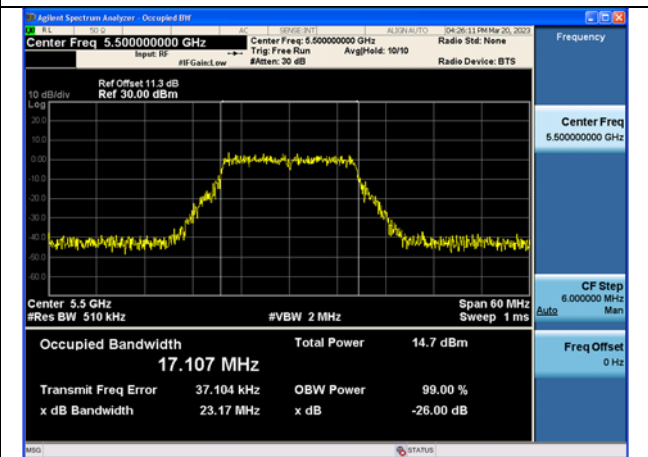 Agilent Spectrum Analyzer - Occupied BW
RL 50 Ω AC SENSE:INT ALIGN AUTO 04:26:11 PM Mar 20, 2023
Center Freq 5.500000000 GHz
Input: RF
#IFGain:Low
Center Freq: 5.500000000 GHz
Trig: Free Run Avg|Hold: 10/10
#Atten: 30 dB
Radio Std: None
Radio Device: BTS
Frequency
Ref Offset 11.3 dB
10 dB/div Ref 30.00 dBm
Log
20.0
10.0
0.00
-10.0
-20.0
-30.0
-40.0
-50.0
-60.0
Center Freq
5.500000000 GHz
Center 5.5 GHz Span 60 MHz
#Res BW 510 kHz #VBW 2 MHz Sweep 1 ms
CF Step
6.000000 MHz
Auto Man
Occupied Bandwidth Total Power 14.7 dBm
17.107 MHz
Transmit Freq Error 37.104 kHz OBW Power 99.00 %
x dB Bandwidth 23.17 MHz x dB -26.00 dB
Freq Offset
0 Hz
MSG STATUS